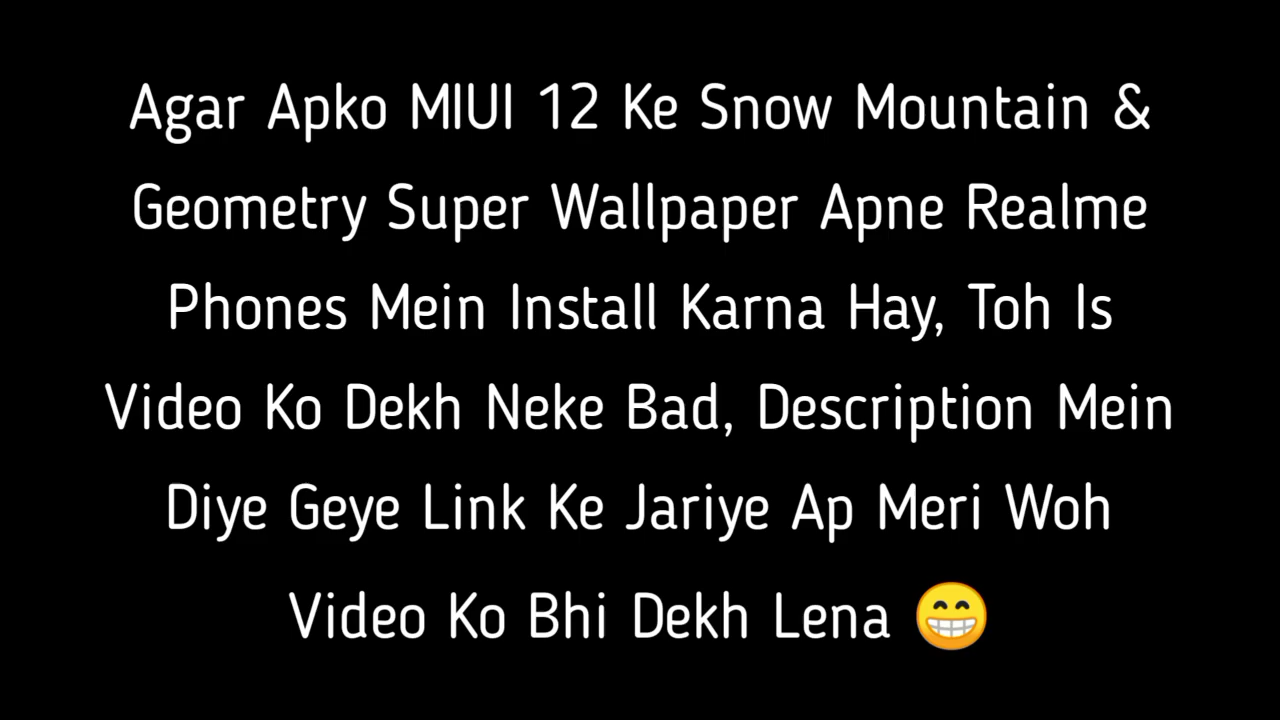 Agar Apko MIUI 12 Ke Snow Mountain &
Geometry Super Wallpaper Apne Realme
Phones Mein Install Karna Hay, Toh Is
Video Ko Dekh Neke Bad, Description Mein
Diye Geye Link Ke Jariye Ap Meri Woh
Video Ko Bhi Dekh Lena 😁